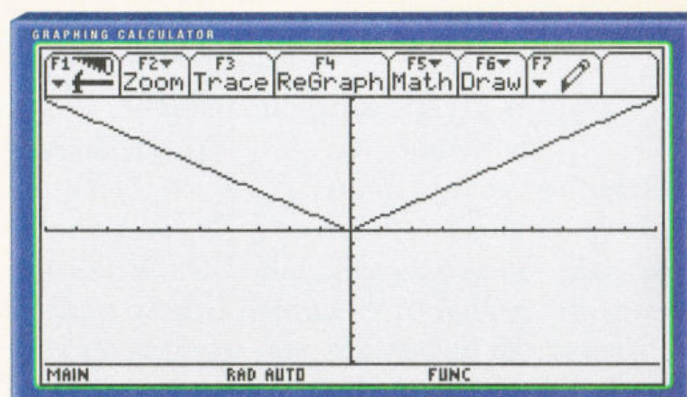 GRAPHING CALCULATOR
F1 F2 F3 F4 F5 F6 F7
Zoom Trace ReGraph Math Draw
MAIN RAD AUTO FUNC